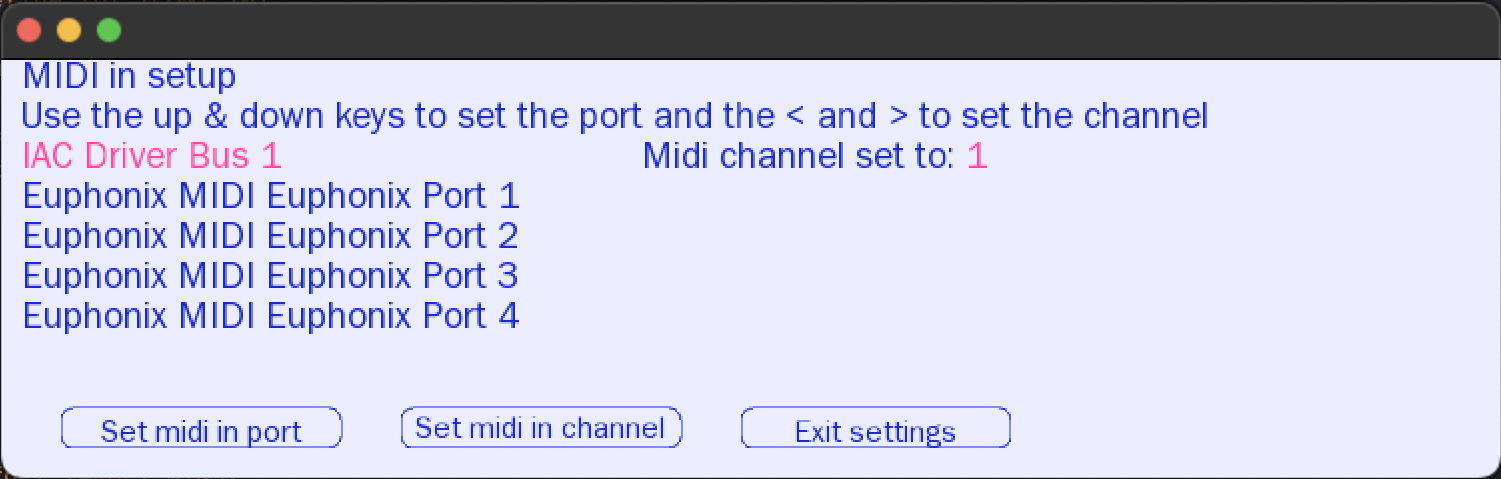 MIDI in setup
Use the up & down keys to set the port and the < and > to set the channel
IAC Driver Bus 1 Midi channel set to: 1
Euphonix MIDI Euphonix Port 1
Euphonix MIDI Euphonix Port 2
Euphonix MIDI Euphonix Port 3
Euphonix MIDI Euphonix Port 4
Set midi in port Set midi in channel Exit settings